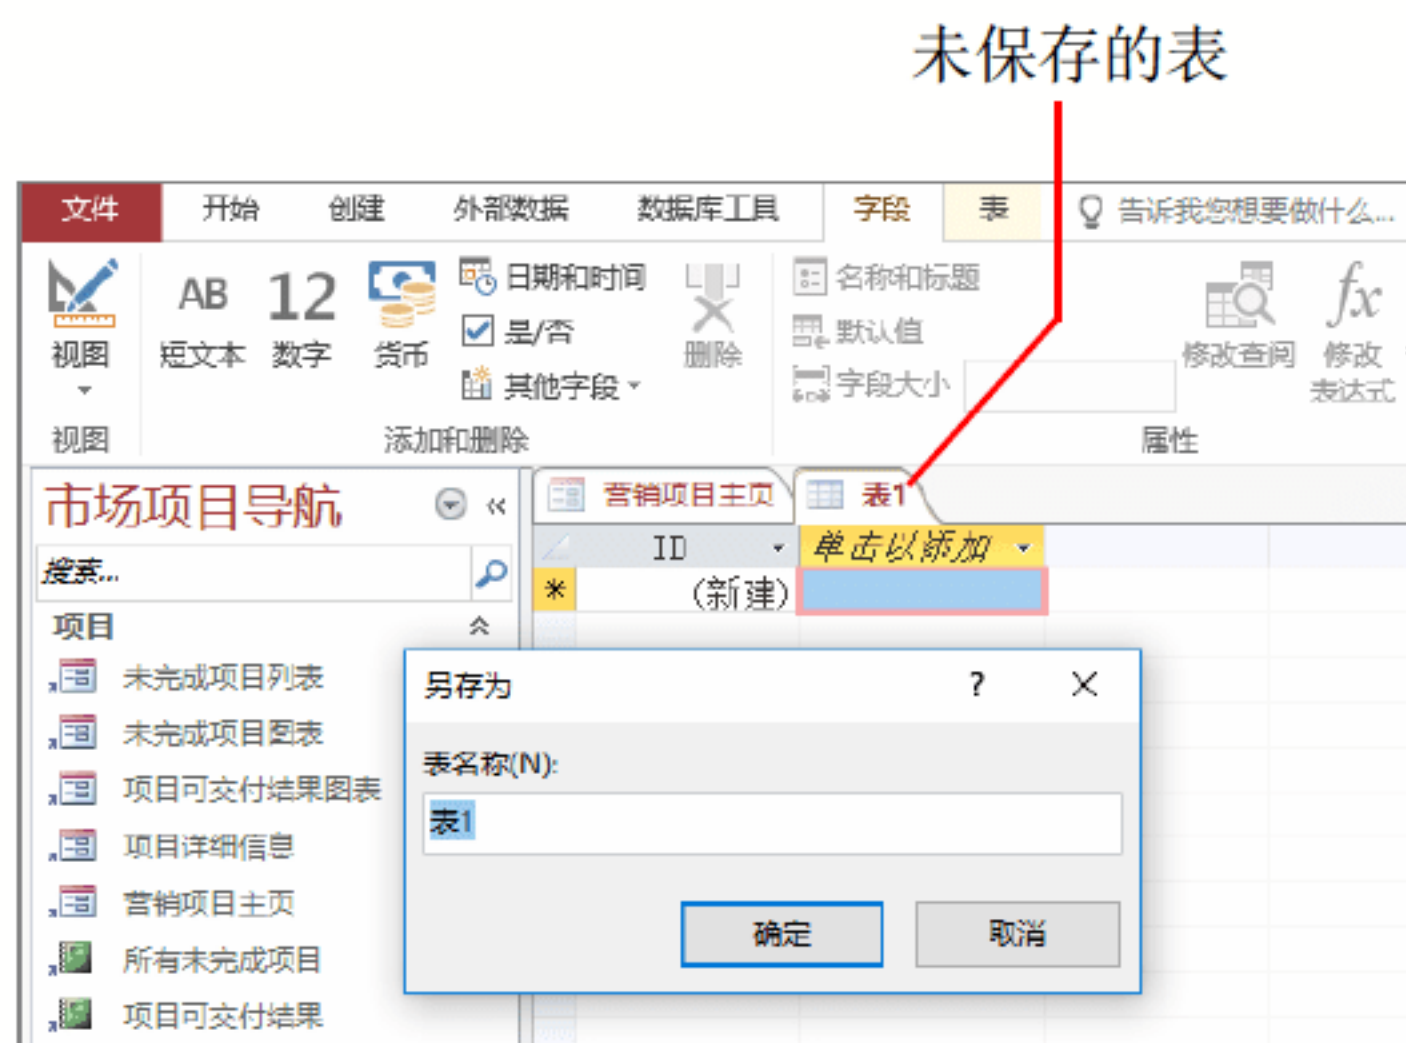 未保存的表
文件 开始 创建 外部数据 数据库工具 字段 表 告诉我您想要做什么...
视图 AB 短文本 12 数字 货币 日期和时间 是/否 其他字段 删除 名称和标题 默认值 字段大小 修改查阅 fx 修改表达式
视图 添加和删除 属性
市场项目导航 «
营销项目主页 表1
搜索...
ID 单击以添加
* (新建)
项目
未完成项目列表
未完成项目图表
项目可交付结果图表
项目详细信息
营销项目主页
所有未完成项目
项目可交付结果
另存为 ?
表名称(N):
表1
确定 取消